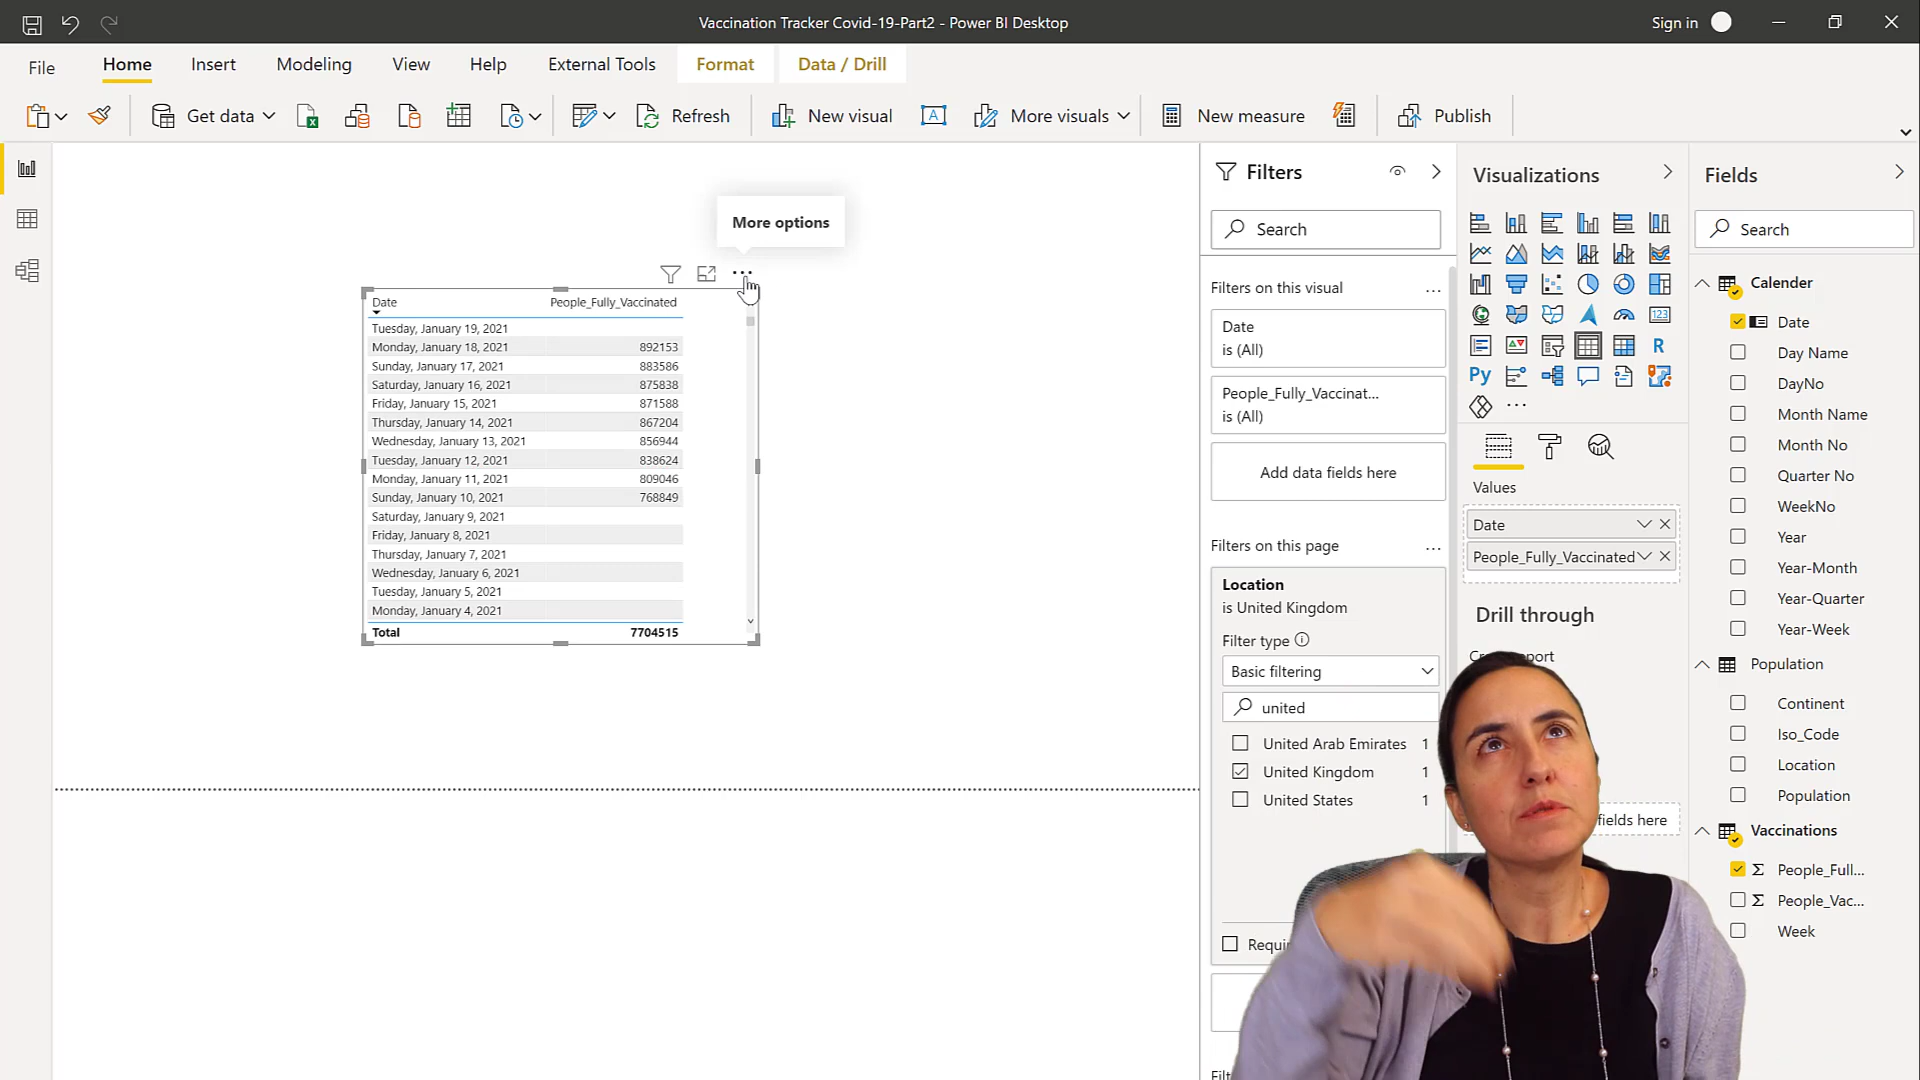 Vaccination Tracker Covid-19-Part2 - Power BI Desktop
Sign in
File Home Insert Modeling View Help External Tools Format Data / Drill
Get data Refresh New visual More visuals New measure Publish
More options
Date People_Fully_Vaccinated
Tuesday, January 19, 2021
Monday, January 18, 2021 892153
Sunday, January 17, 2021 883586
Saturday, January 16, 2021 875838
Friday, January 15, 2021 871588
Thursday, January 14, 2021 867204
Wednesday, January 13, 2021 856944
Tuesday, January 12, 2021 838624
Monday, January 11, 2021 809046
Sunday, January 10, 2021 768849
Saturday, January 9, 2021
Friday, January 8, 2021
Thursday, January 7, 2021
Wednesday, January 6, 2021
Tuesday, January 5, 2021
Monday, January 4, 2021
Total 7704515
Filters
Search
Filters on this visual ...
Date
is (All)
People_Fully_Vaccinat...
is (All)
Add data fields here
Filters on this page ...
Location
is United Kingdom
Filter type
Basic filtering
united
United Arab Emirates 1
United Kingdom 1
United States 1
Visualizations
123
R
Py
...
Values
Date
People_Fully_Vaccinated
Drill through
fields here
Fields
Search
Calender
Date
Day Name
DayNo
Month Name
Month No
Quarter No
WeekNo
Year
Year-Month
Year-Quarter
Year-Week
Population
Continent
Iso_Code
Location
Population
Vaccinations
Σ People_Full...
Σ People_Vac...
Week